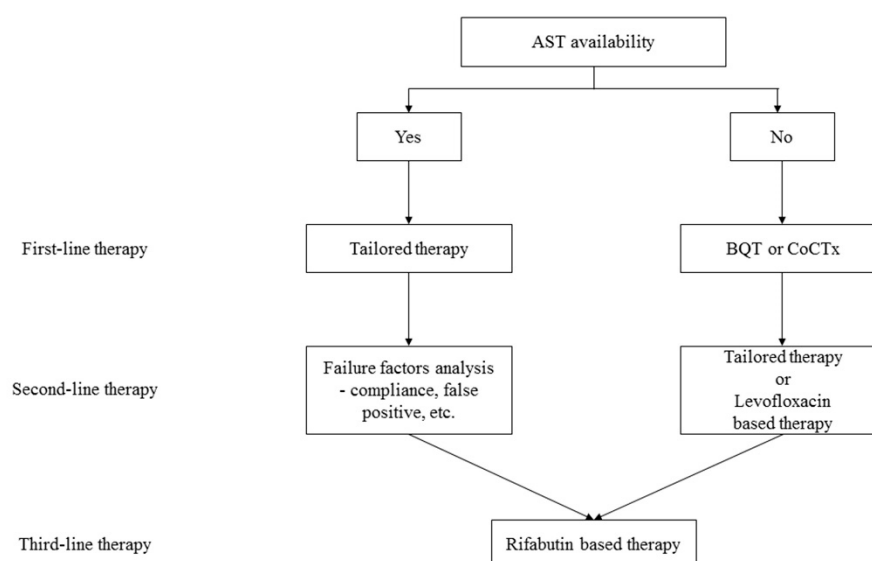 AST availability
Yes
No
First-line therapy
Tailored therapy
BQT or CoCTx
Second-line therapy
Failure factors analysis
- compliance, false
positive, etc.
Tailored therapy
or
Levofloxacin
based therapy
Third-line therapy
Rifabutin based therapy